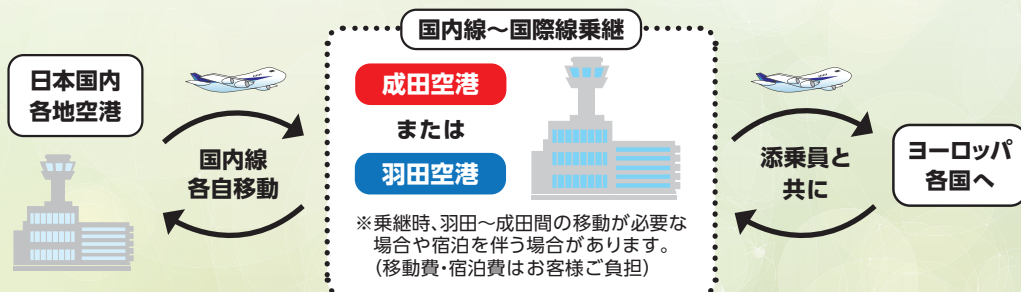 国内線～国際線乗継
日本国内
各地空港
国内線
各自移動
成田空港
または
羽田空港
※乗継時、羽田～成田間の移動が必要な
場合や宿泊を伴う場合があります。
(移動費・宿泊費はお客様ご負担)
添乗員と
共に
ヨーロッパ
各国へ